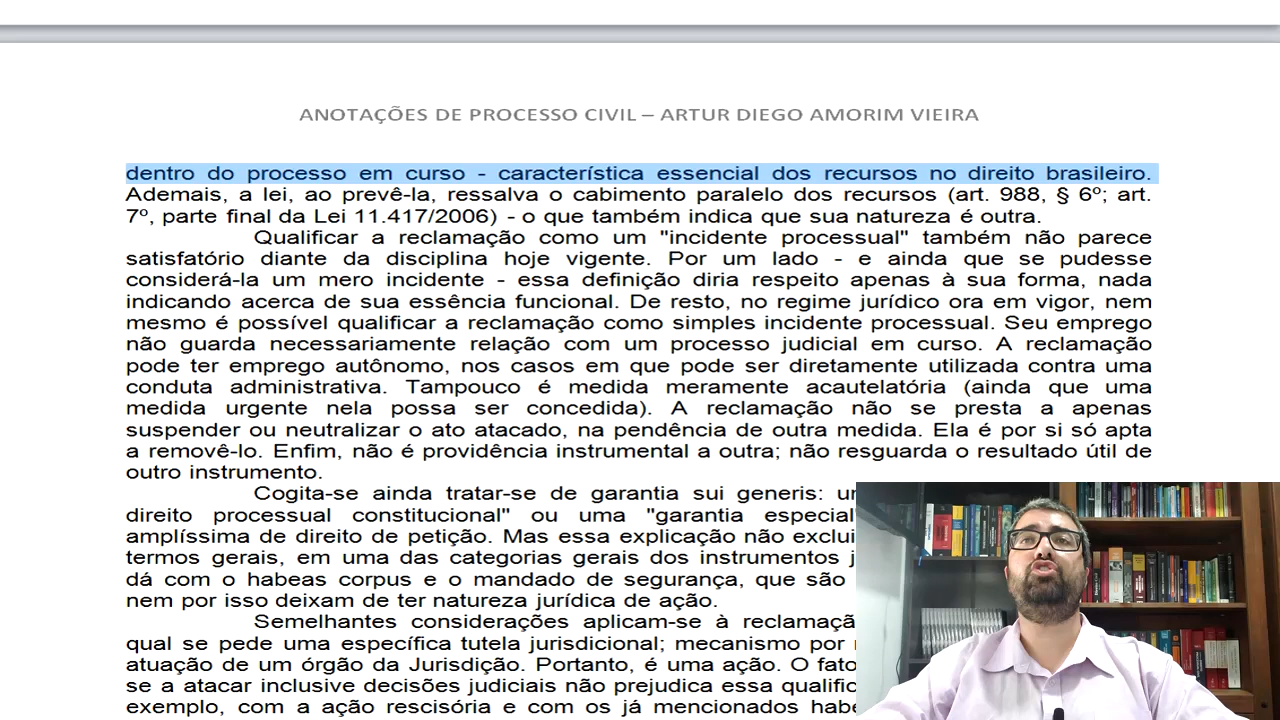 ANOTAÇÕES DE PROCESSO CIVIL – ARTUR DIEGO AMORIM VIEIRA
dentro do processo em curso - característica essencial dos recursos no direito brasileiro.
Ademais, a lei, ao prevê-la, ressalva o cabimento paralelo dos recursos (art. 988, § 6º; art.
7º, parte final da Lei 11.417/2006) - o que também indica que sua natureza é outra.
Qualificar a reclamação como um "incidente processual" também não parece
satisfatório diante da disciplina hoje vigente. Por um lado - e ainda que se pudesse
considerá-la um mero incidente - essa definição diria respeito apenas à sua forma, nada
indicando acerca de sua essência funcional. De resto, no regime jurídico ora em vigor, nem
mesmo é possível qualificar a reclamação como simples incidente processual. Seu emprego
não guarda necessariamente relação com um processo judicial em curso. A reclamação
pode ter emprego autônomo, nos casos em que pode ser diretamente utilizada contra uma
conduta administrativa. Tampouco é medida meramente acautelatória (ainda que uma
medida urgente nela possa ser concedida). A reclamação não se presta a apenas
suspender ou neutralizar o ato atacado, na pendência de outra medida. Ela é por si só apta
a removê-lo. Enfim, não é providência instrumental a outra; não resguarda o resultado útil de
outro instrumento.
Cogita-se ainda tratar-se de garantia sui generis:
direito processual constitucional" ou uma "garantia especial"
amplíssima de direito de petição. Mas essa explicação não
termos gerais, em uma das categorias gerais dos instrumentos
dá com o habeas corpus e o mandado de segurança, que são
nem por isso deixam de ter natureza jurídica de ação.
Semelhantes considerações aplicam-se à
qual se pede uma específica tutela jurisdicional; mecanismo por
atuação de um órgão da Jurisdição. Portanto, é uma ação. O fato
se a atacar inclusive decisões judiciais não prejudica essa
exemplo, com a ação rescisória e com os já mencionados